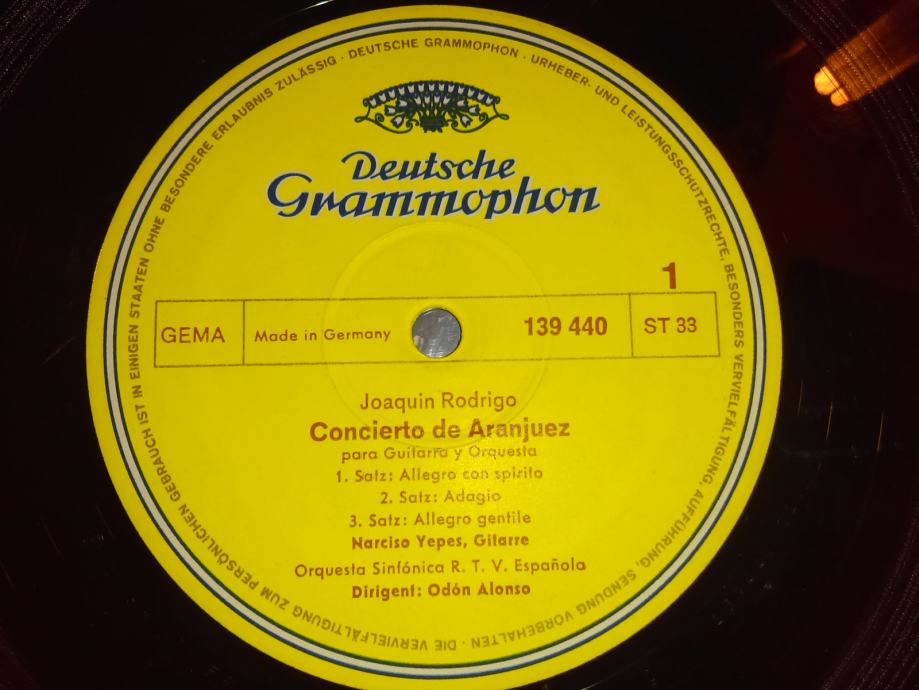 DEUTSCHE GRAMMOPHON · URHEBER- UND LEISTUNGSSCHUTZRECHTE, BESONDERS VERVIELFÄLTIGUNG, AUFFÜHRUNG, SENDUNG VORBEHALTEN · DIE VERVIELFÄLTIGUNG ZUM PERSÖNLICHEN GEBRAUCH IST IN EINIGEN STAATEN OHNE BESONDERE ERLAUBNIS ZULÄSSIG ·
Deutsche
Grammophon
1
GEMA Made in Germany 139 440 ST 33
Joaquin Rodrigo
Concierto de Aranjuez
para Guitarra y Orquesta
1. Satz: Allegro con spirito
2. Satz: Adagio
3. Satz: Allegro gentile
Narciso Yepes, Gitarre
Orquesta Sinfónica R. T. V. Española
Dirigent: Odón Alonso